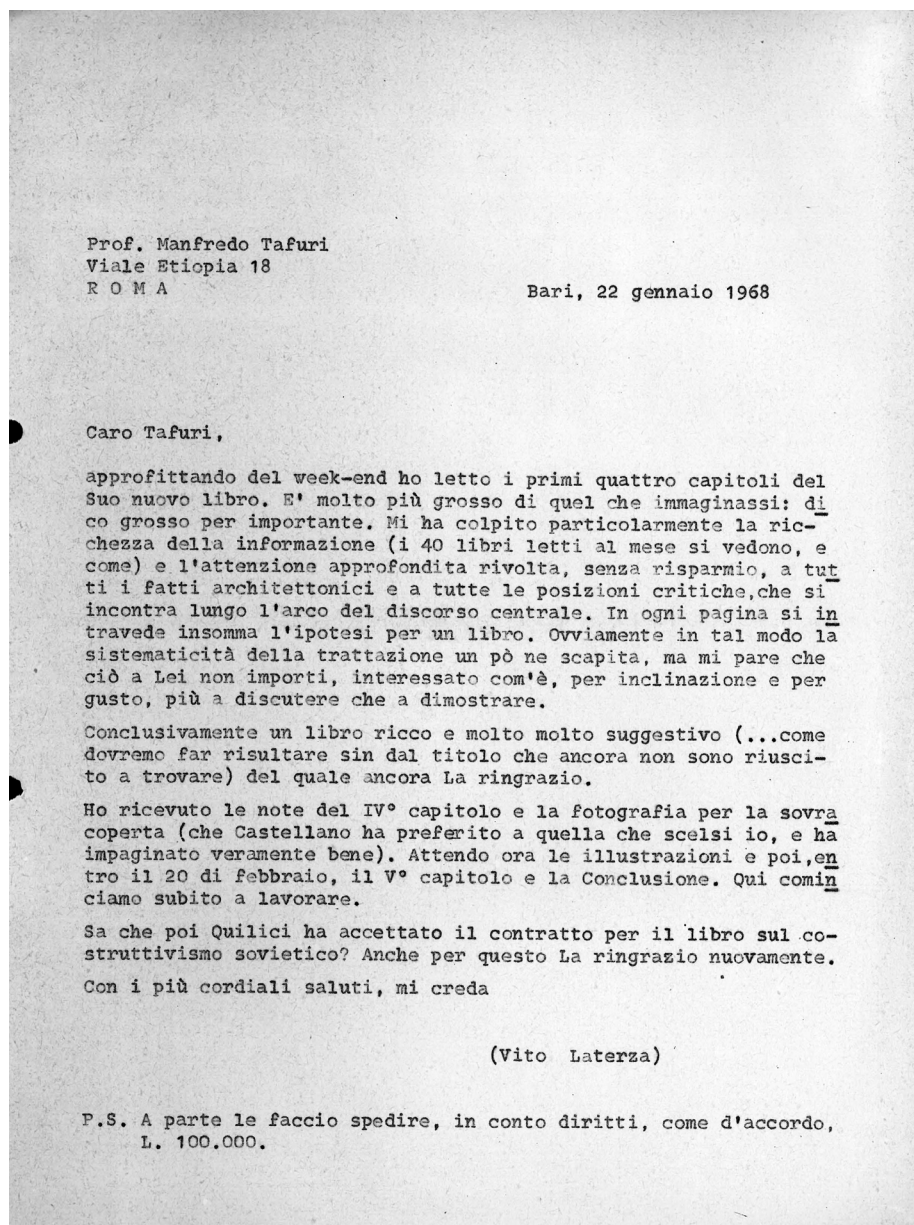 Prof. Manfredo Tafuri
Viale Etiopia 18
R O M A
Bari, 22 gennaio 1968
Caro Tafuri,
approfittando del week-end ho letto i primi quattro capitoli del
Suo nuovo libro. E' molto più grosso di quel che immaginassi: di
co grosso per importante. Mi ha colpito particolarmente la ric-
chezza della informazione (i 40 libri letti al mese si vedono, e
come) e l'attenzione approfondita rivolta, senza risparmio, a tut
ti i fatti architettonici e a tutte le posizioni critiche,che si
incontra lungo l'arco del discorso centrale. In ogni pagina si in
travede insomma l'ipotesi per un libro. Ovviamente in tal modo la
sistematicità della trattazione un pò ne scapita, ma mi pare che
ciò a Lei non importi, interessato com'è, per inclinazione e per
gusto, più a discutere che a dimostrare.
Conclusivamente un libro ricco e molto molto suggestivo (...come
dovremo far risultare sin dal titolo che ancora non sono riusci-
to a trovare) del quale ancora La ringrazio.
Ho ricevuto le note del IV° capitolo e la fotografia per la sovra
coperta (che Castellano ha preferito a quella che scelsi io, e ha
impaginato veramente bene). Attendo ora le illustrazioni e poi,en
tro il 20 di febbraio, il V° capitolo e la Conclusione. Qui comin
ciamo subito a lavorare.
Sa che poi Quilici ha accettato il contratto per il libro sul co-
struttivismo sovietico? Anche per questo La ringrazio nuovamente.
Con i più cordiali saluti, mi creda
(Vito Laterza)
P.S. A parte le faccio spedire, in conto diritti, come d'accordo,
L. 100.000.